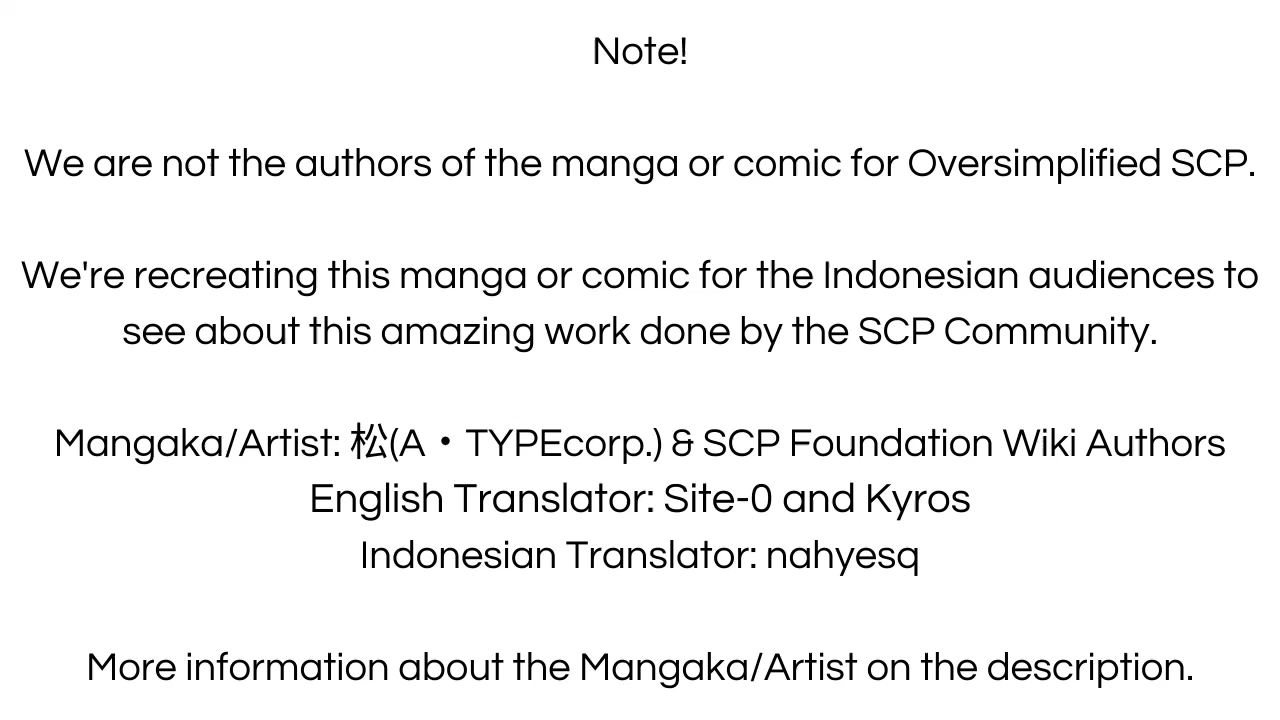 Note!
We are not the authors of the manga or comic for Oversimplified SCP.
We're recreating this manga or comic for the Indonesian audiences to
see about this amazing work done by the SCP Community.
Mangaka/Artist: 松(A・TYPEcorp.) & SCP Foundation Wiki Authors
English Translator: Site-0 and Kyros
Indonesian Translator: nahyesq
More information about the Mangaka/Artist on the description.